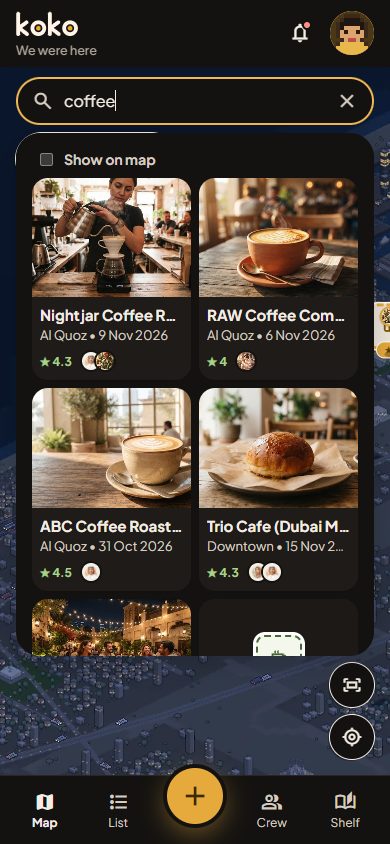 koko
We were here
coffee
Show on map
Nightjar Coffee R...
Al Quoz • 9 Nov 2026
★4.3
RAW Coffee Com...
Al Quoz • 6 Nov 2026
★4
ABC Coffee Roast...
Al Quoz • 31 Oct 2026
★4.5
Trio Cafe (Dubai M...
Downtown • 15 Nov 2...
★4.3
Map
List
Crew
Shelf